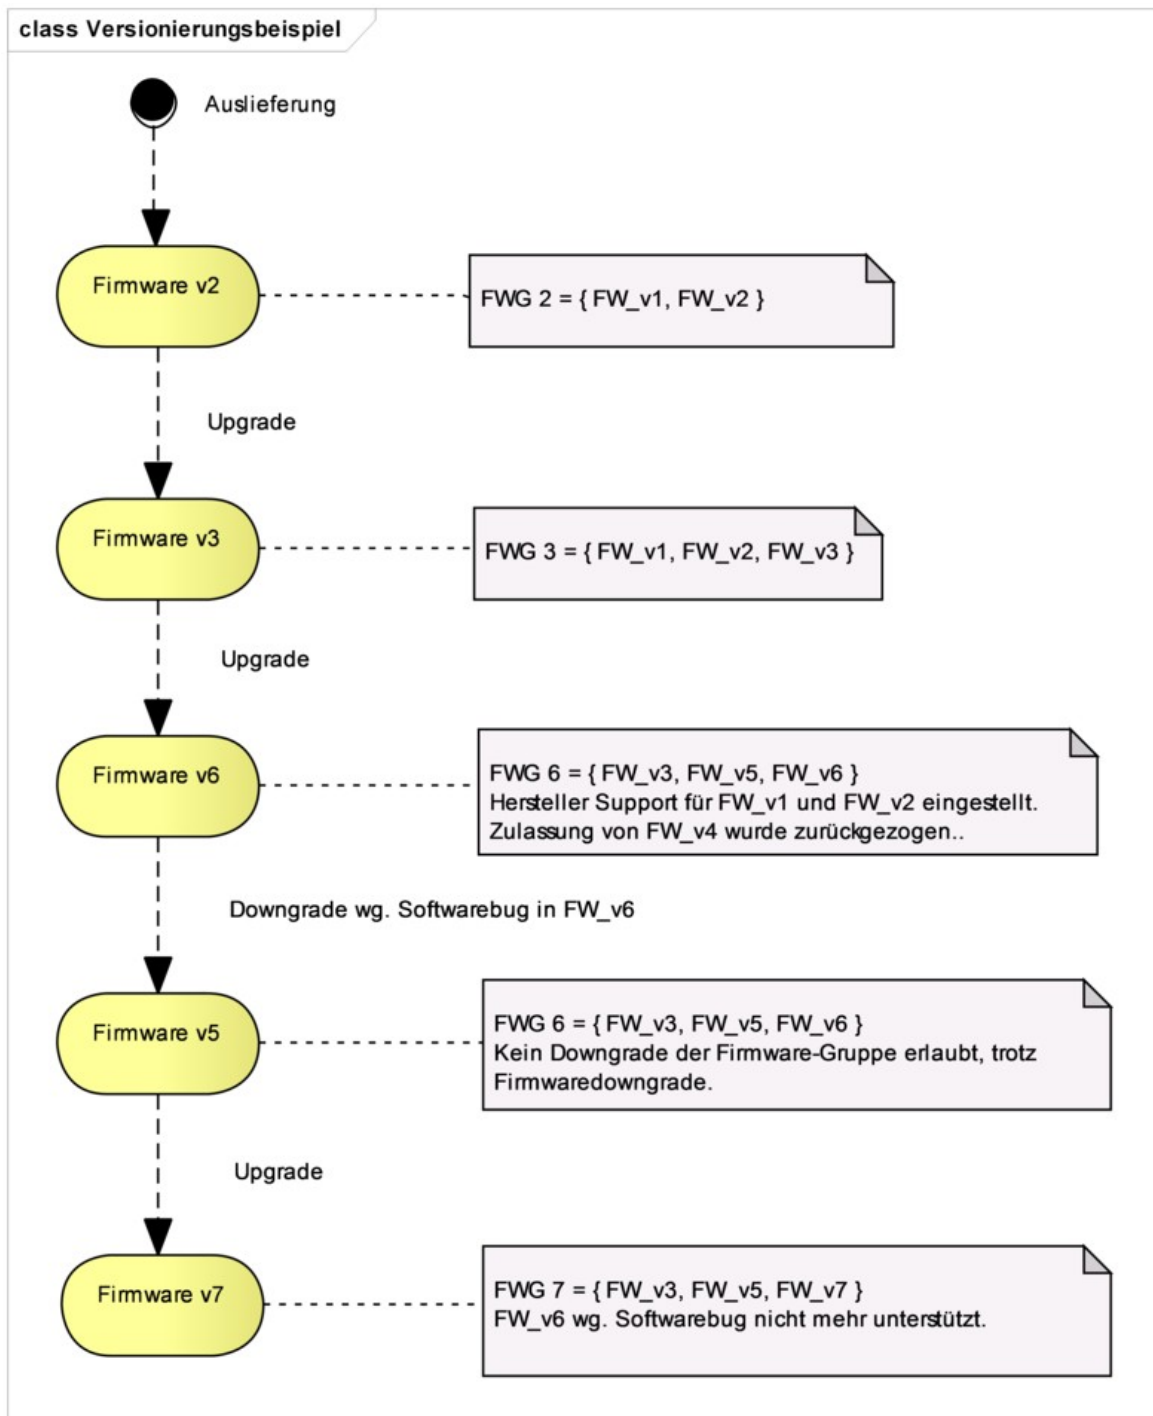 class Versionierungsbeispiel
Auslieferung
Firmware v2
FWG 2 = { FW_v1, FW_v2 }
Upgrade
Firmware v3
FWG 3 = { FW_v1, FW_v2, FW_v3 }
Upgrade
Firmware v6
FWG 6 = { FW_v3, FW_v5, FW_v6 }
Hersteller Support für FW_v1 und FW_v2 eingestellt.
Zulassung von FW_v4 wurde zurückgezogen..
Downgrade wg. Softwarebug in FW_v6
Firmware v5
FWG 6 = { FW_v3, FW_v5, FW_v6 }
Kein Downgrade der Firmware-Gruppe erlaubt, trotz
Firmwaredowngrade.
Upgrade
Firmware v7
FWG 7 = { FW_v3, FW_v5, FW_v7 }
FW_v6 wg. Softwarebug nicht mehr unterstützt.